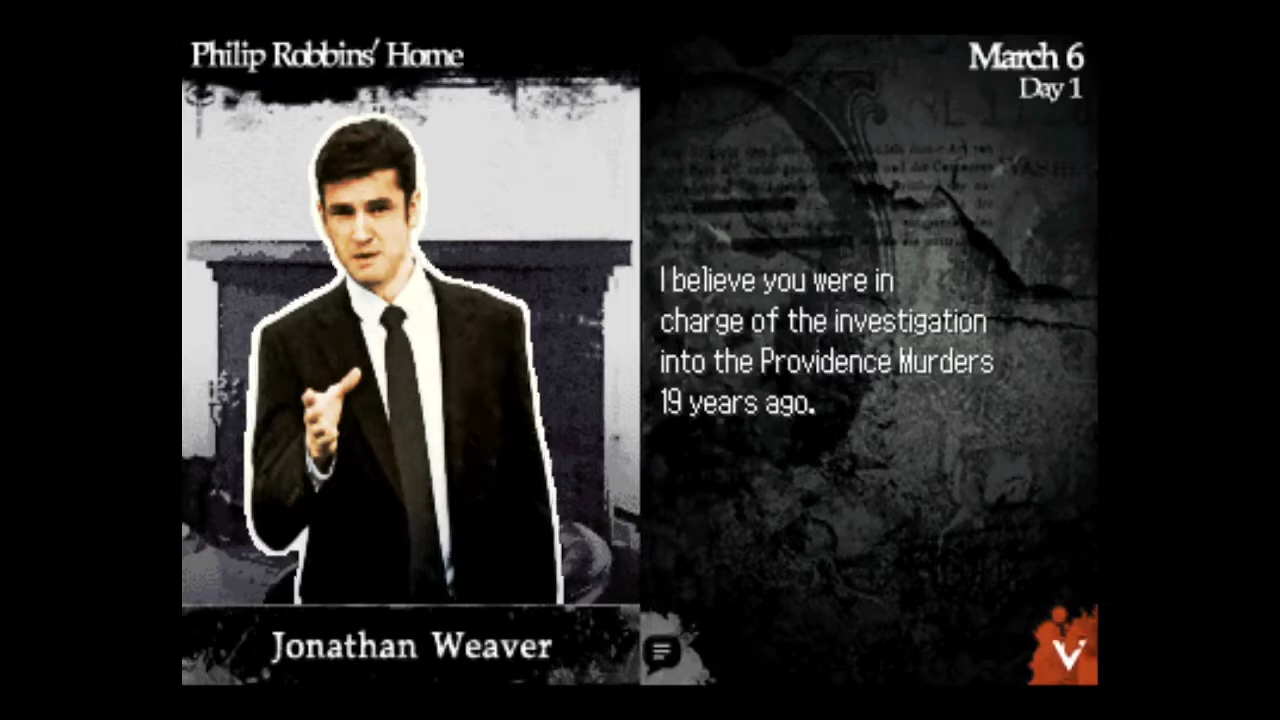 Philip Robbins' Home
March 6
Day 1
I believe you were in
charge of the investigation
into the Providence Murders
19 years ago.
Jonathan Weaver